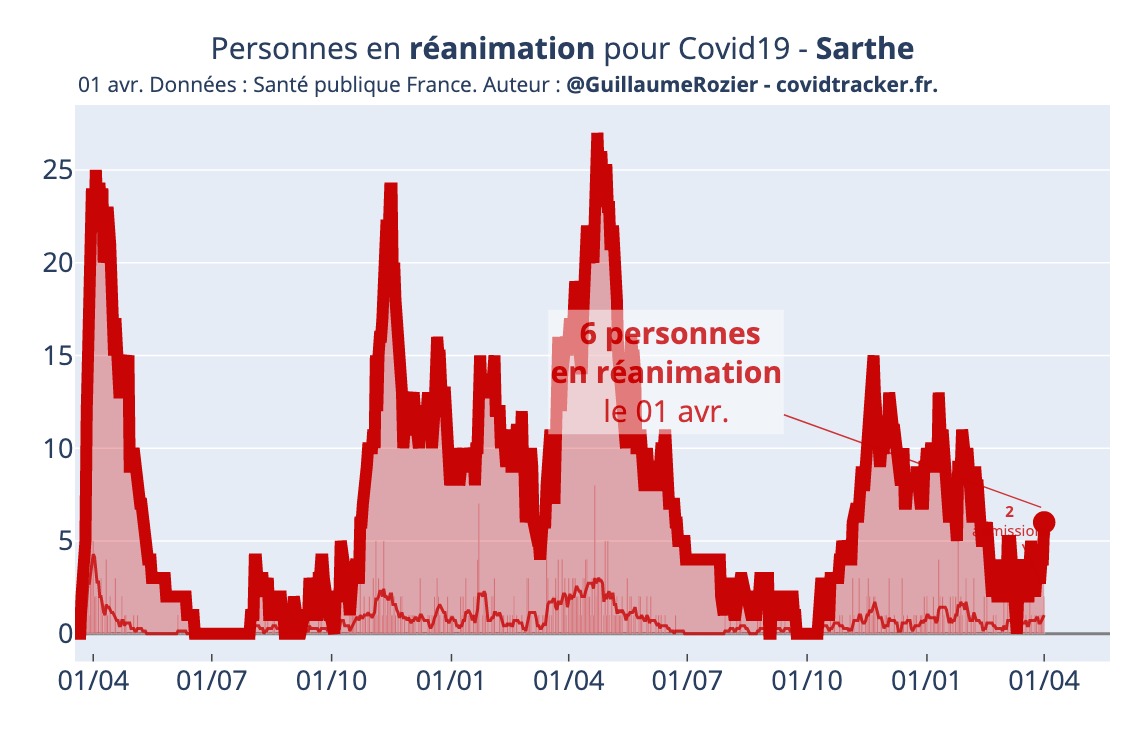 Personnes en réanimation pour Covid19 - Sarthe
01 avr. Données : Santé publique France. Auteur : @GuillaumeRozier - covidtracker.fr.
25
20
15
10
5
0
6 personnes
en réanimation
le 01 avr.
2
01/04 01/07 01/10 01/01 01/04 01/07 01/10 01/01 01/04